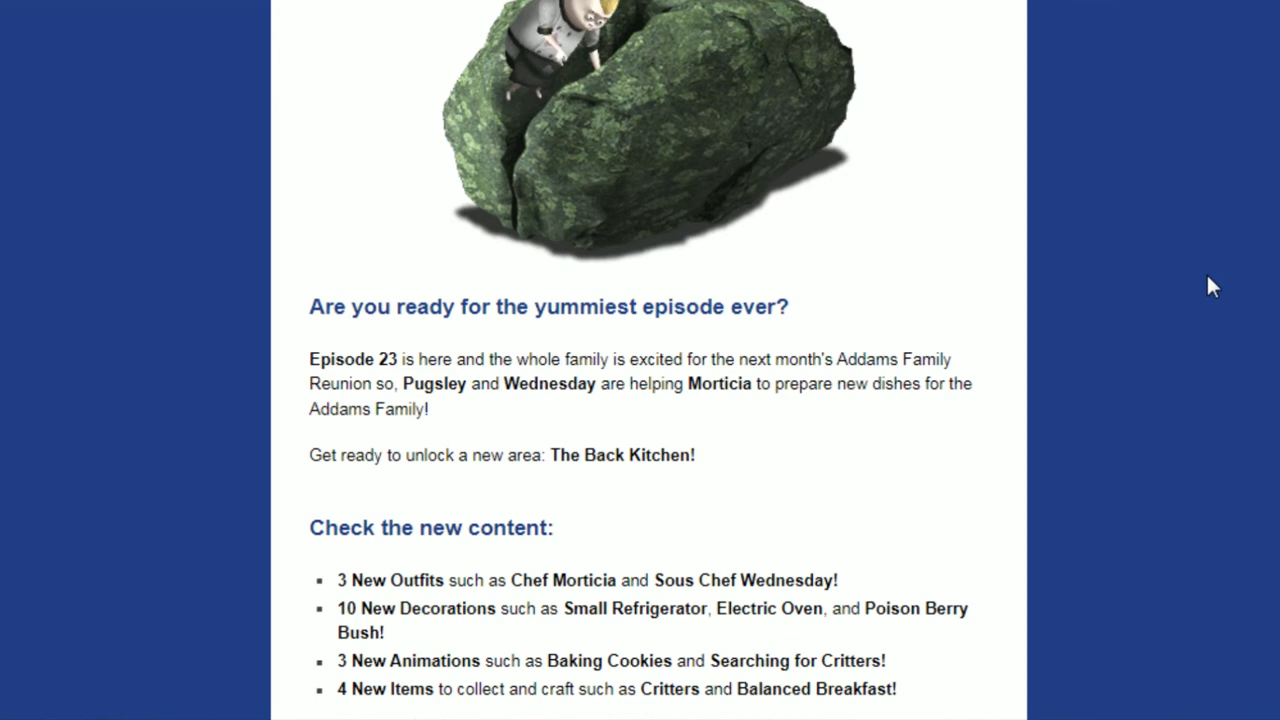 Are you ready for the yummiest episode ever?
Episode 23 is here and the whole family is excited for the next month's Addams Family
Reunion so, Pugsley and Wednesday are helping Morticia to prepare new dishes for the
Addams Family!
Get ready to unlock a new area: The Back Kitchen!
Check the new content:
▪ 3 New Outfits such as Chef Morticia and Sous Chef Wednesday!
▪ 10 New Decorations such as Small Refrigerator, Electric Oven, and Poison Berry
Bush!
▪ 3 New Animations such as Baking Cookies and Searching for Critters!
▪ 4 New Items to collect and craft such as Critters and Balanced Breakfast!